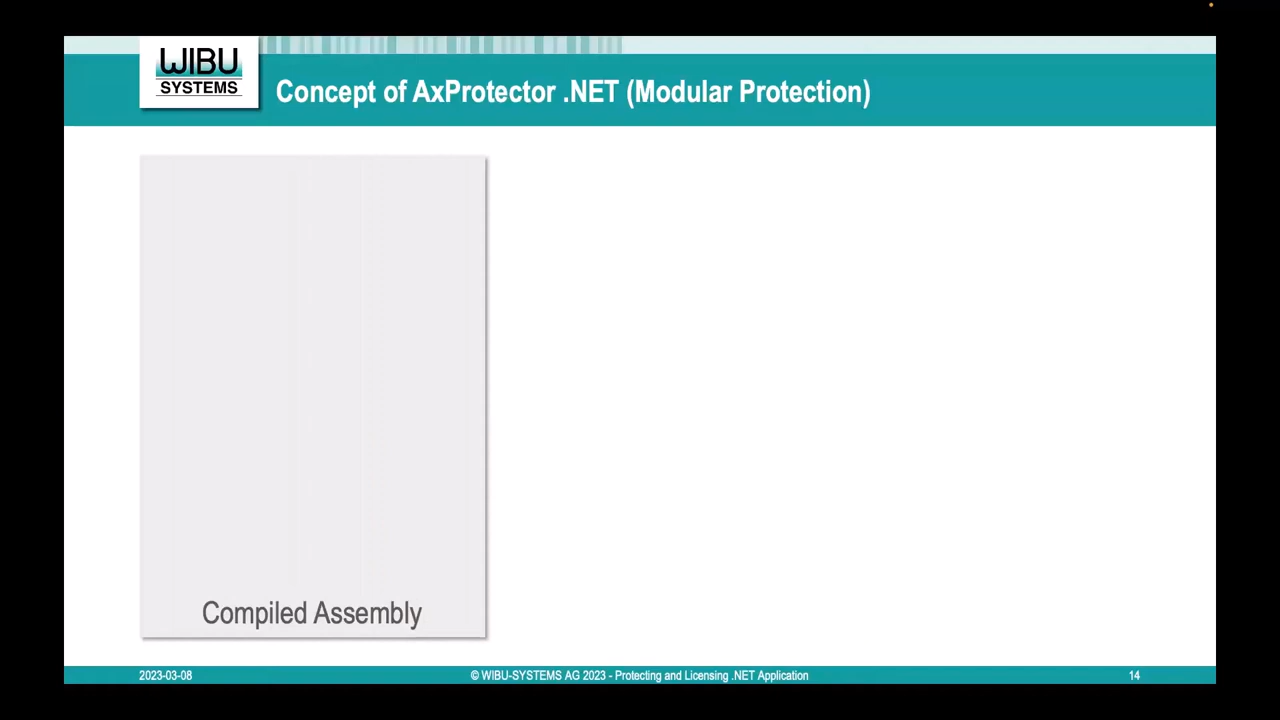 WIBU
SYSTEMS
Concept of AxProtector .NET (Modular Protection)
Compiled Assembly
2023-03-08
© WIBU-SYSTEMS AG 2023 - Protecting and Licensing .NET Application
14